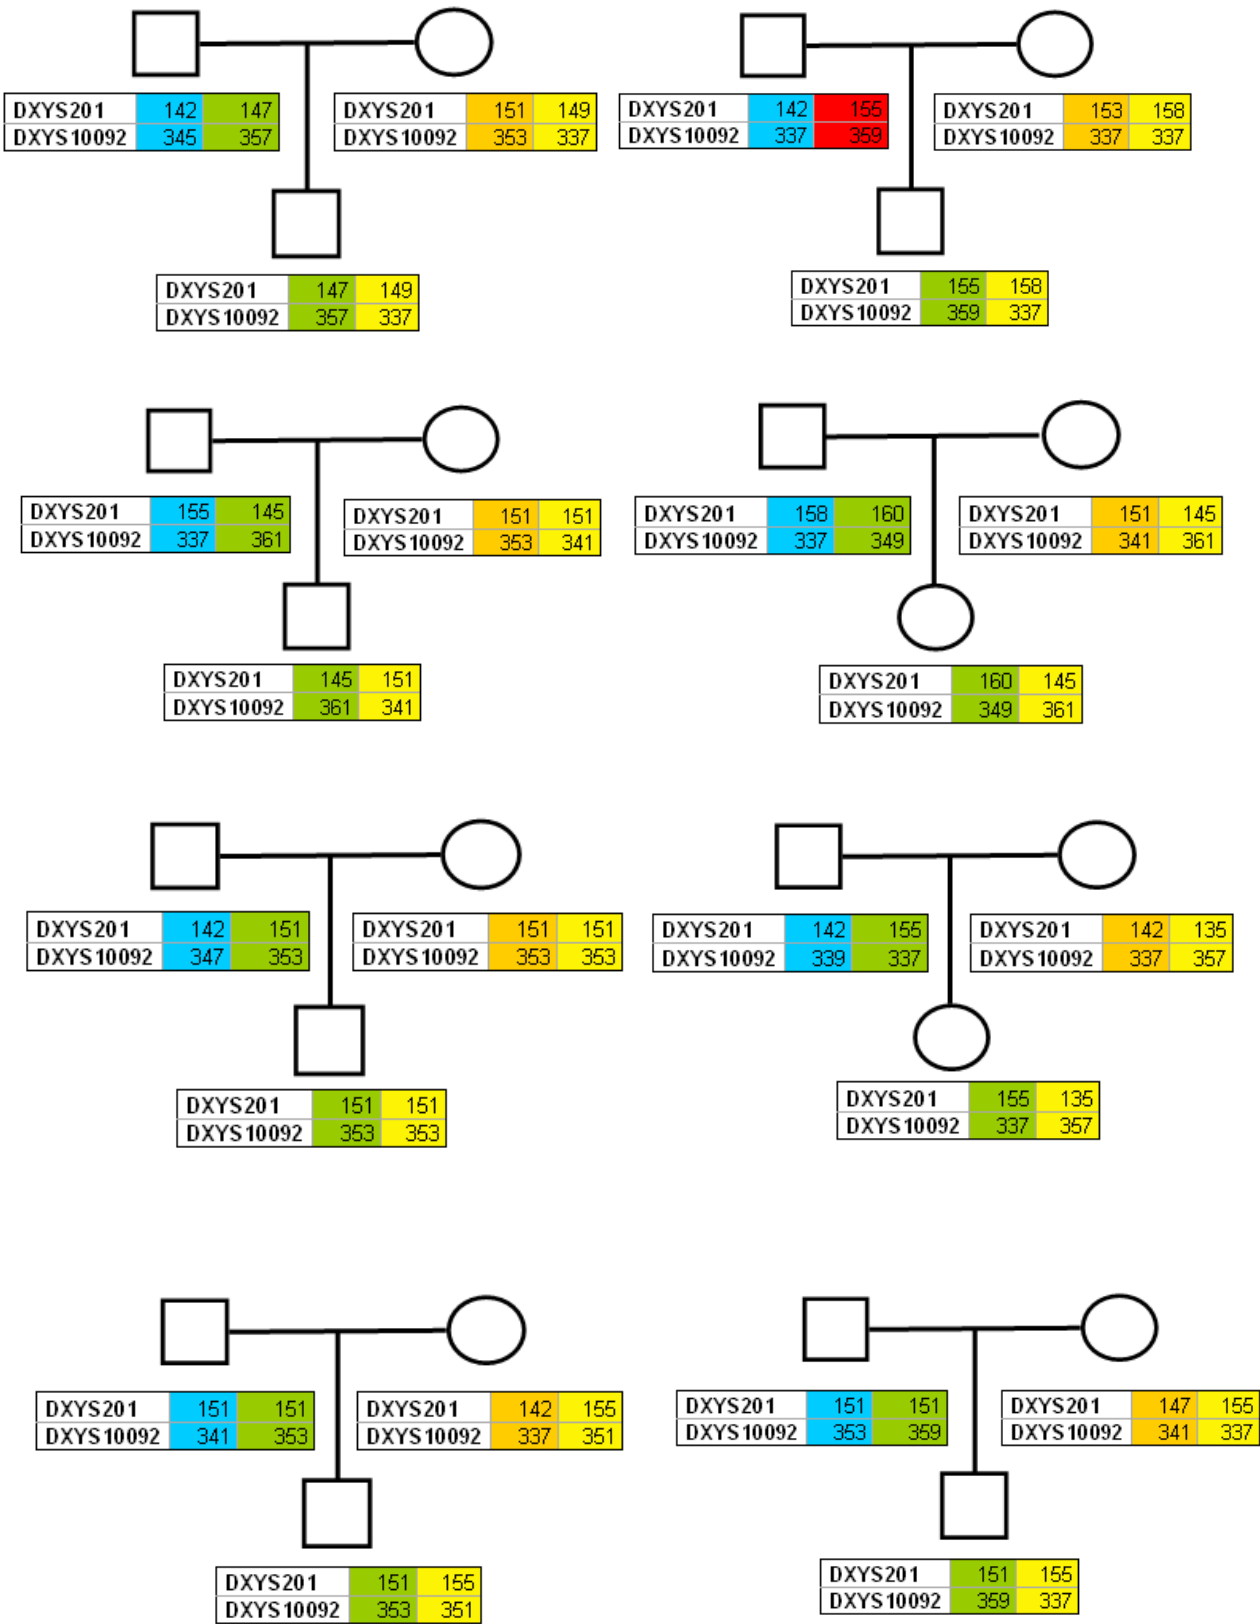 DXYS201 142 147
DXYS10092 345 357
DXYS201 151 149
DXYS10092 353 337
DXYS201 147 149
DXYS10092 357 337
DXYS201 142 155
DXYS10092 337 359
DXYS201 153 158
DXYS10092 337 337
DXYS201 155 158
DXYS10092 359 337
DXYS201 155 145
DXYS10092 337 361
DXYS201 151 151
DXYS10092 353 341
DXYS201 145 151
DXYS10092 361 341
DXYS201 158 160
DXYS10092 337 349
DXYS201 151 145
DXYS10092 341 361
DXYS201 160 145
DXYS10092 349 361
DXYS201 142 151
DXYS10092 347 353
DXYS201 151 151
DXYS10092 353 353
DXYS201 151 151
DXYS10092 353 353
DXYS201 142 155
DXYS10092 339 337
DXYS201 142 135
DXYS10092 337 357
DXYS201 155 135
DXYS10092 337 357
DXYS201 151 151
DXYS10092 341 353
DXYS201 142 155
DXYS10092 337 351
DXYS201 151 155
DXYS10092 353 351
DXYS201 151 151
DXYS10092 353 359
DXYS201 147 155
DXYS10092 341 337
DXYS201 151 155
DXYS10092 359 337